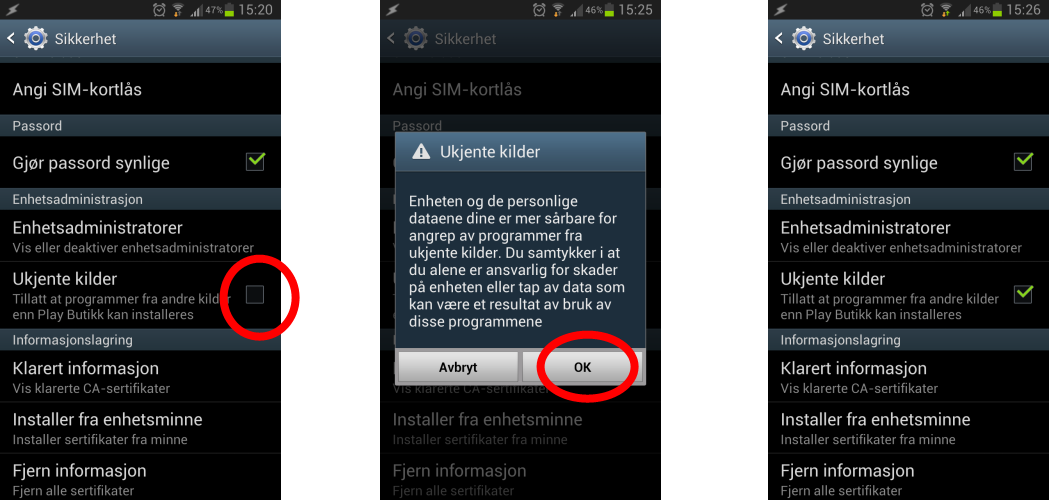 47% 15:20
Sikkerhet
Angi SIM-kortlås
Passord
Gjør passord synlige
Enhetsadministrasjon
Enhetsadministratorer
Vis eller deaktiver enhetsadministratorer
Ukjente kilder
Tillatt at programmer fra andre kilder
enn Play Butikk kan installeres
Informasjonslagring
Klarert informasjon
Vis klarerte CA-sertifikater
Installer fra enhetsminne
Installer sertifikater fra minne
Fjern informasjon
Fjern alle sertifikater
46% 15:25
Sikkerhet
Angi SIM-kortlås
Passord
Ukjente kilder
Enheten og de personlige
dataene dine er mer sårbare for
angrep av programmer fra
ukjente kilder. Du samtykker i at
du alene er ansvarlig for skader
på enheten eller tap av data som
kan være et resultat av bruk av
disse programmene
Avbryt OK
Vis klarerte CA-sertifikater
Installer fra enhetsminne
Installer sertifikater fra minne
Fjern informasjon
Fjern alle sertifikater
46% 15:26
Sikkerhet
Angi SIM-kortlås
Passord
Gjør passord synlige
Enhetsadministrasjon
Enhetsadministratorer
Vis eller deaktiver enhetsadministratorer
Ukjente kilder
Tillatt at programmer fra andre kilder
enn Play Butikk kan installeres
Informasjonslagring
Klarert informasjon
Vis klarerte CA-sertifikater
Installer fra enhetsminne
Installer sertifikater fra minne
Fjern informasjon
Fjern alle sertifikater